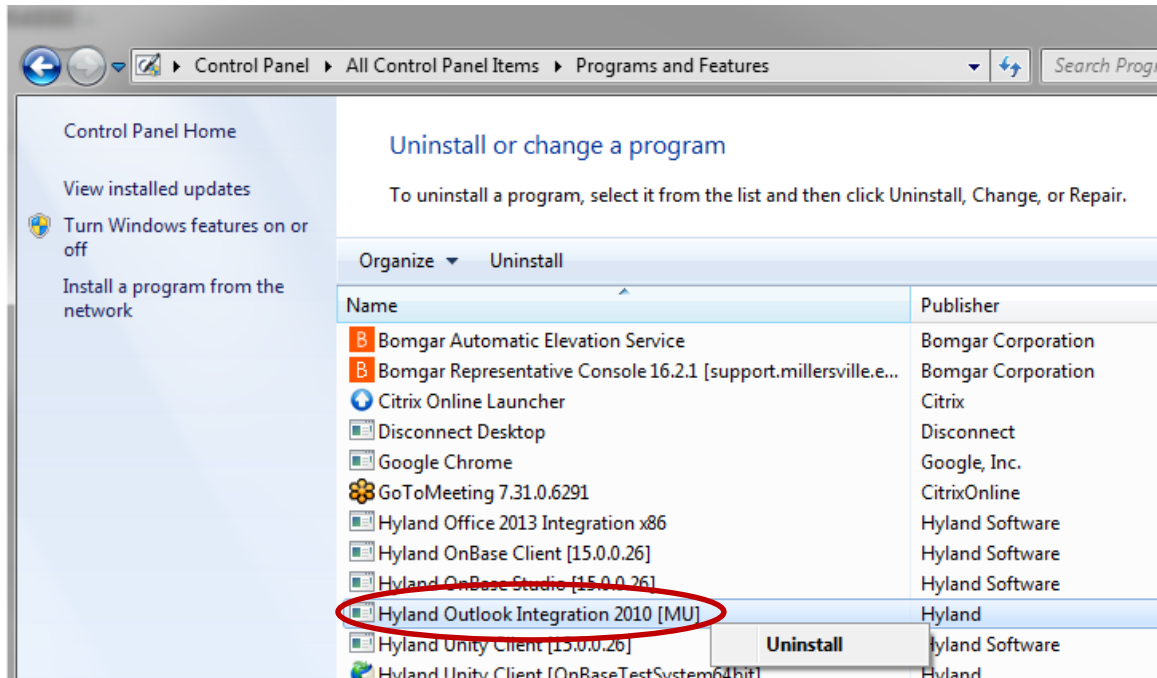 Control Panel ▸ All Control Panel Items ▸ Programs and Features
Search Progr
Control Panel Home
View installed updates
Turn Windows features on or
off
Install a program from the
network
Uninstall or change a program
To uninstall a program, select it from the list and then click Uninstall, Change, or Repair.
Organize Uninstall
Name Publisher
B Bomgar Automatic Elevation Service Bomgar Corporation
B Bomgar Representative Console 16.2.1 [support.millersville.e... Bomgar Corporation
Citrix Online Launcher Citrix
Disconnect Desktop Disconnect
Google Chrome Google, Inc.
GoToMeeting 7.31.0.6291 CitrixOnline
Hyland Office 2013 Integration x86 Hyland Software
Hyland OnBase Client [15.0.0.26] Hyland Software
Hyland OnBase Studio [15.0.0.26] Hyland Software
Hyland Outlook Integration 2010 [MU] Hyland
Hyland Unity Client [15.0.0.26] Hyland Software
Uninstall
Hyland Unity Client [OnBaseTestSystem64bit] Hyland